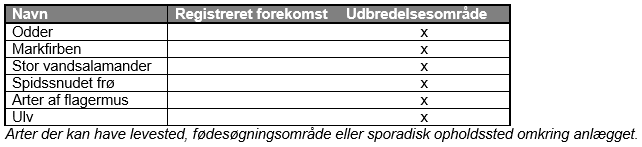 Navn Registreret forekomst Udbredelsesområde
Odder x
Markfirben x
Stor vandsalamander x
Spidssnudet frø x
Arter af flagermus x
Ulv x
Arter der kan have levested, fødesøgningsområde eller sporadisk opholdssted omkring anlægget.